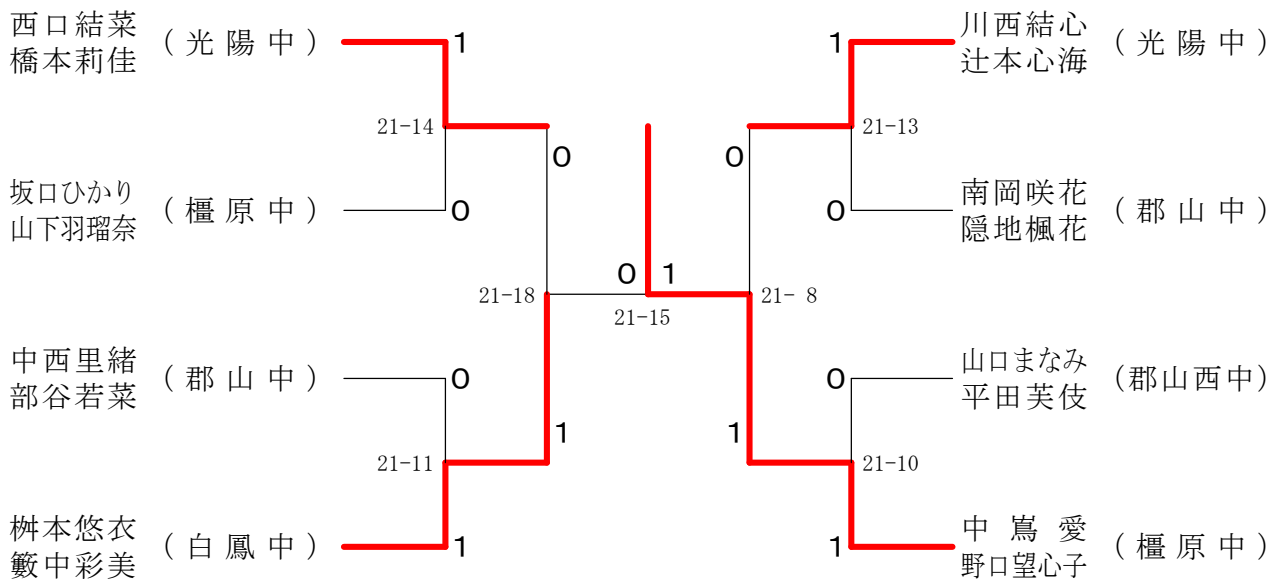 西口結菜
橋本莉佳
(光陽中)
1
21-14
坂口ひかり
山下羽瑠奈
(橿原中)
0
0
21-18
中西里緒
部谷若菜
(郡山中)
0
1
21-11
桝本悠衣
籔中彩美
(白鳳中)
1
0
1
21-15
川西結心
辻本心海
(光陽中)
1
21-13
0
南岡咲花
隠地楓花
(郡山中)
0
21- 8
山口まなみ
平田芙伎
(郡山西中)
0
1
21-10
中嶌愛
野口望心子
(橿原中)
1